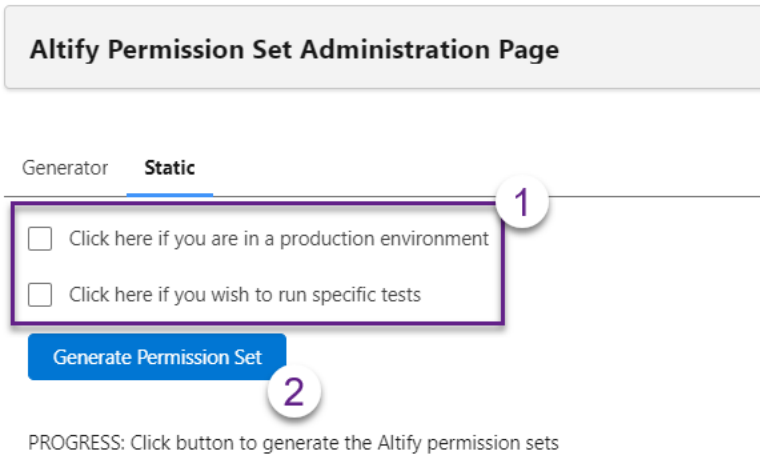 Altify Permission Set Administration Page
Generator Static
1
Click here if you are in a production environment
Click here if you wish to run specific tests
Generate Permission Set
2
PROGRESS: Click button to generate the Altify permission sets